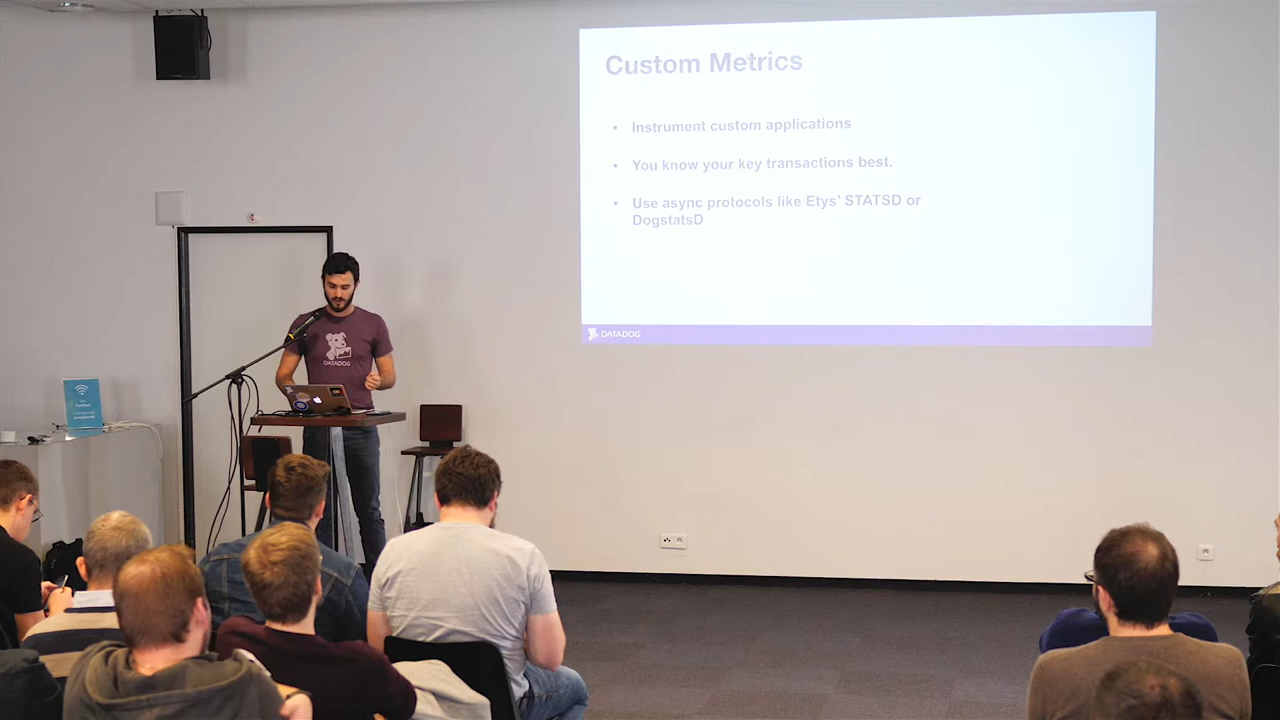 Custom Metrics
• Instrument custom applications
• You know your key transactions best.
• Use async protocols like Etys' STATSD or
DogstatsD
DATADOG
DATADOG